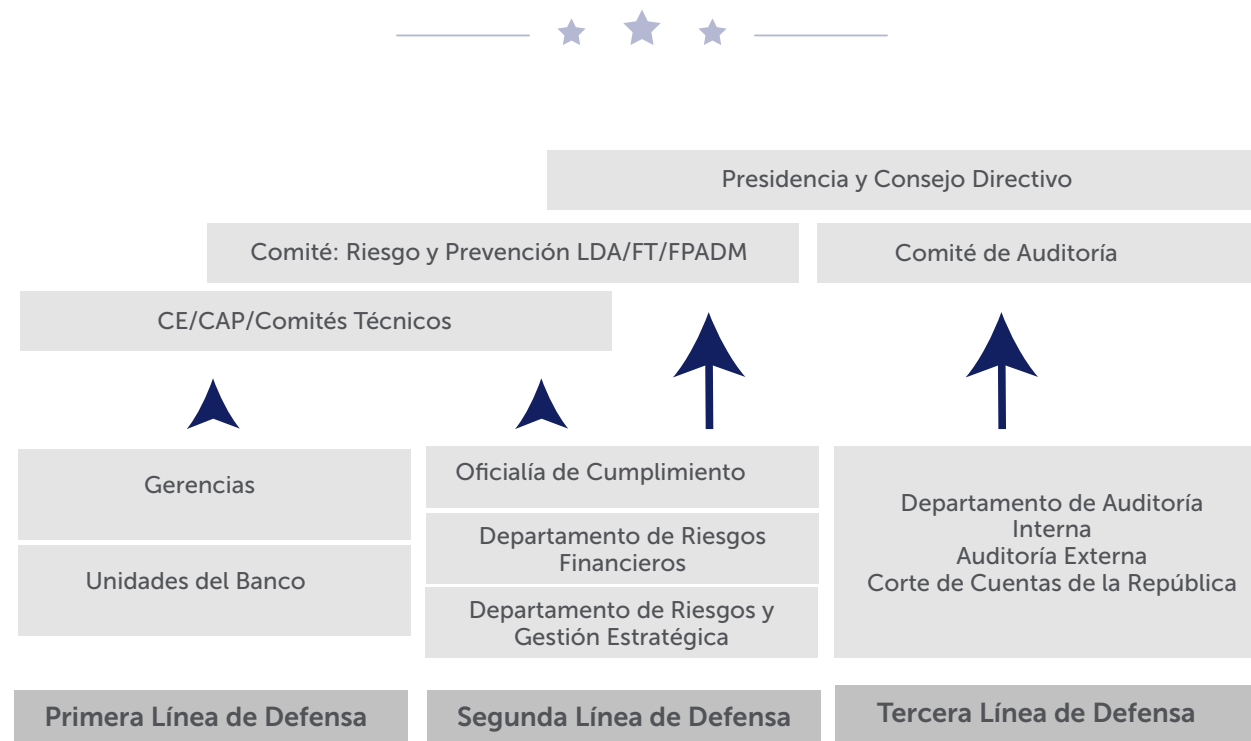 Presidencia y Consejo Directivo
Comité: Riesgo y Prevención LDA/FT/FPADM
Comité de Auditoría
CE/CAP/Comités Técnicos
Gerencias
Unidades del Banco
Oficialía de Cumplimiento
Departamento de Riesgos
Financieros
Departamento de Riesgos y
Gestión Estratégica
Departamento de Auditoría
Interna
Auditoría Externa
Corte de Cuentas de la República
Primera Línea de Defensa
Segunda Línea de Defensa
Tercera Línea de Defensa